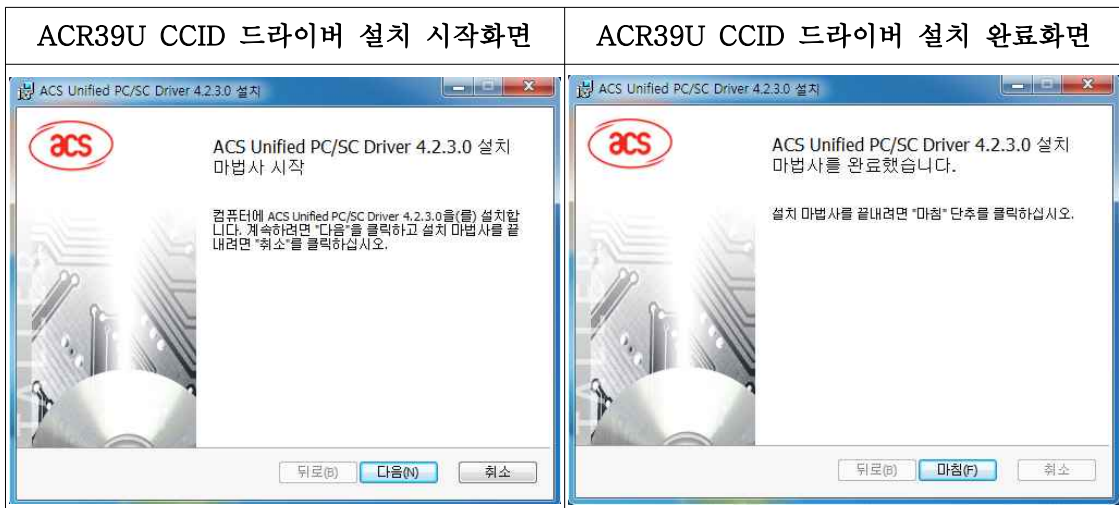 ACR39U CCID 드라이버 설치 시작화면
ACR39U CCID 드라이버 설치 완료화면
ACS Unified PC/SC Driver 4.2.3.0 설치
acs
ACS Unified PC/SC Driver 4.2.3.0 설치
마법사 시작
컴퓨터에 ACS Unified PC/SC Driver 4.2.3.0을(를) 설치합
니다. 계속하려면 "다음"을 클릭하고 설치 마법사를 끝
내려면 "취소"를 클릭하십시오.
뒤로(B)
다음(N)
취소
ACS Unified PC/SC Driver 4.2.3.0 설치
acs
ACS Unified PC/SC Driver 4.2.3.0 설치
마법사를 완료했습니다.
설치 마법사를 끝내려면 "마침" 단추를 클릭하십시오.
뒤로(B)
마침(F)
취소